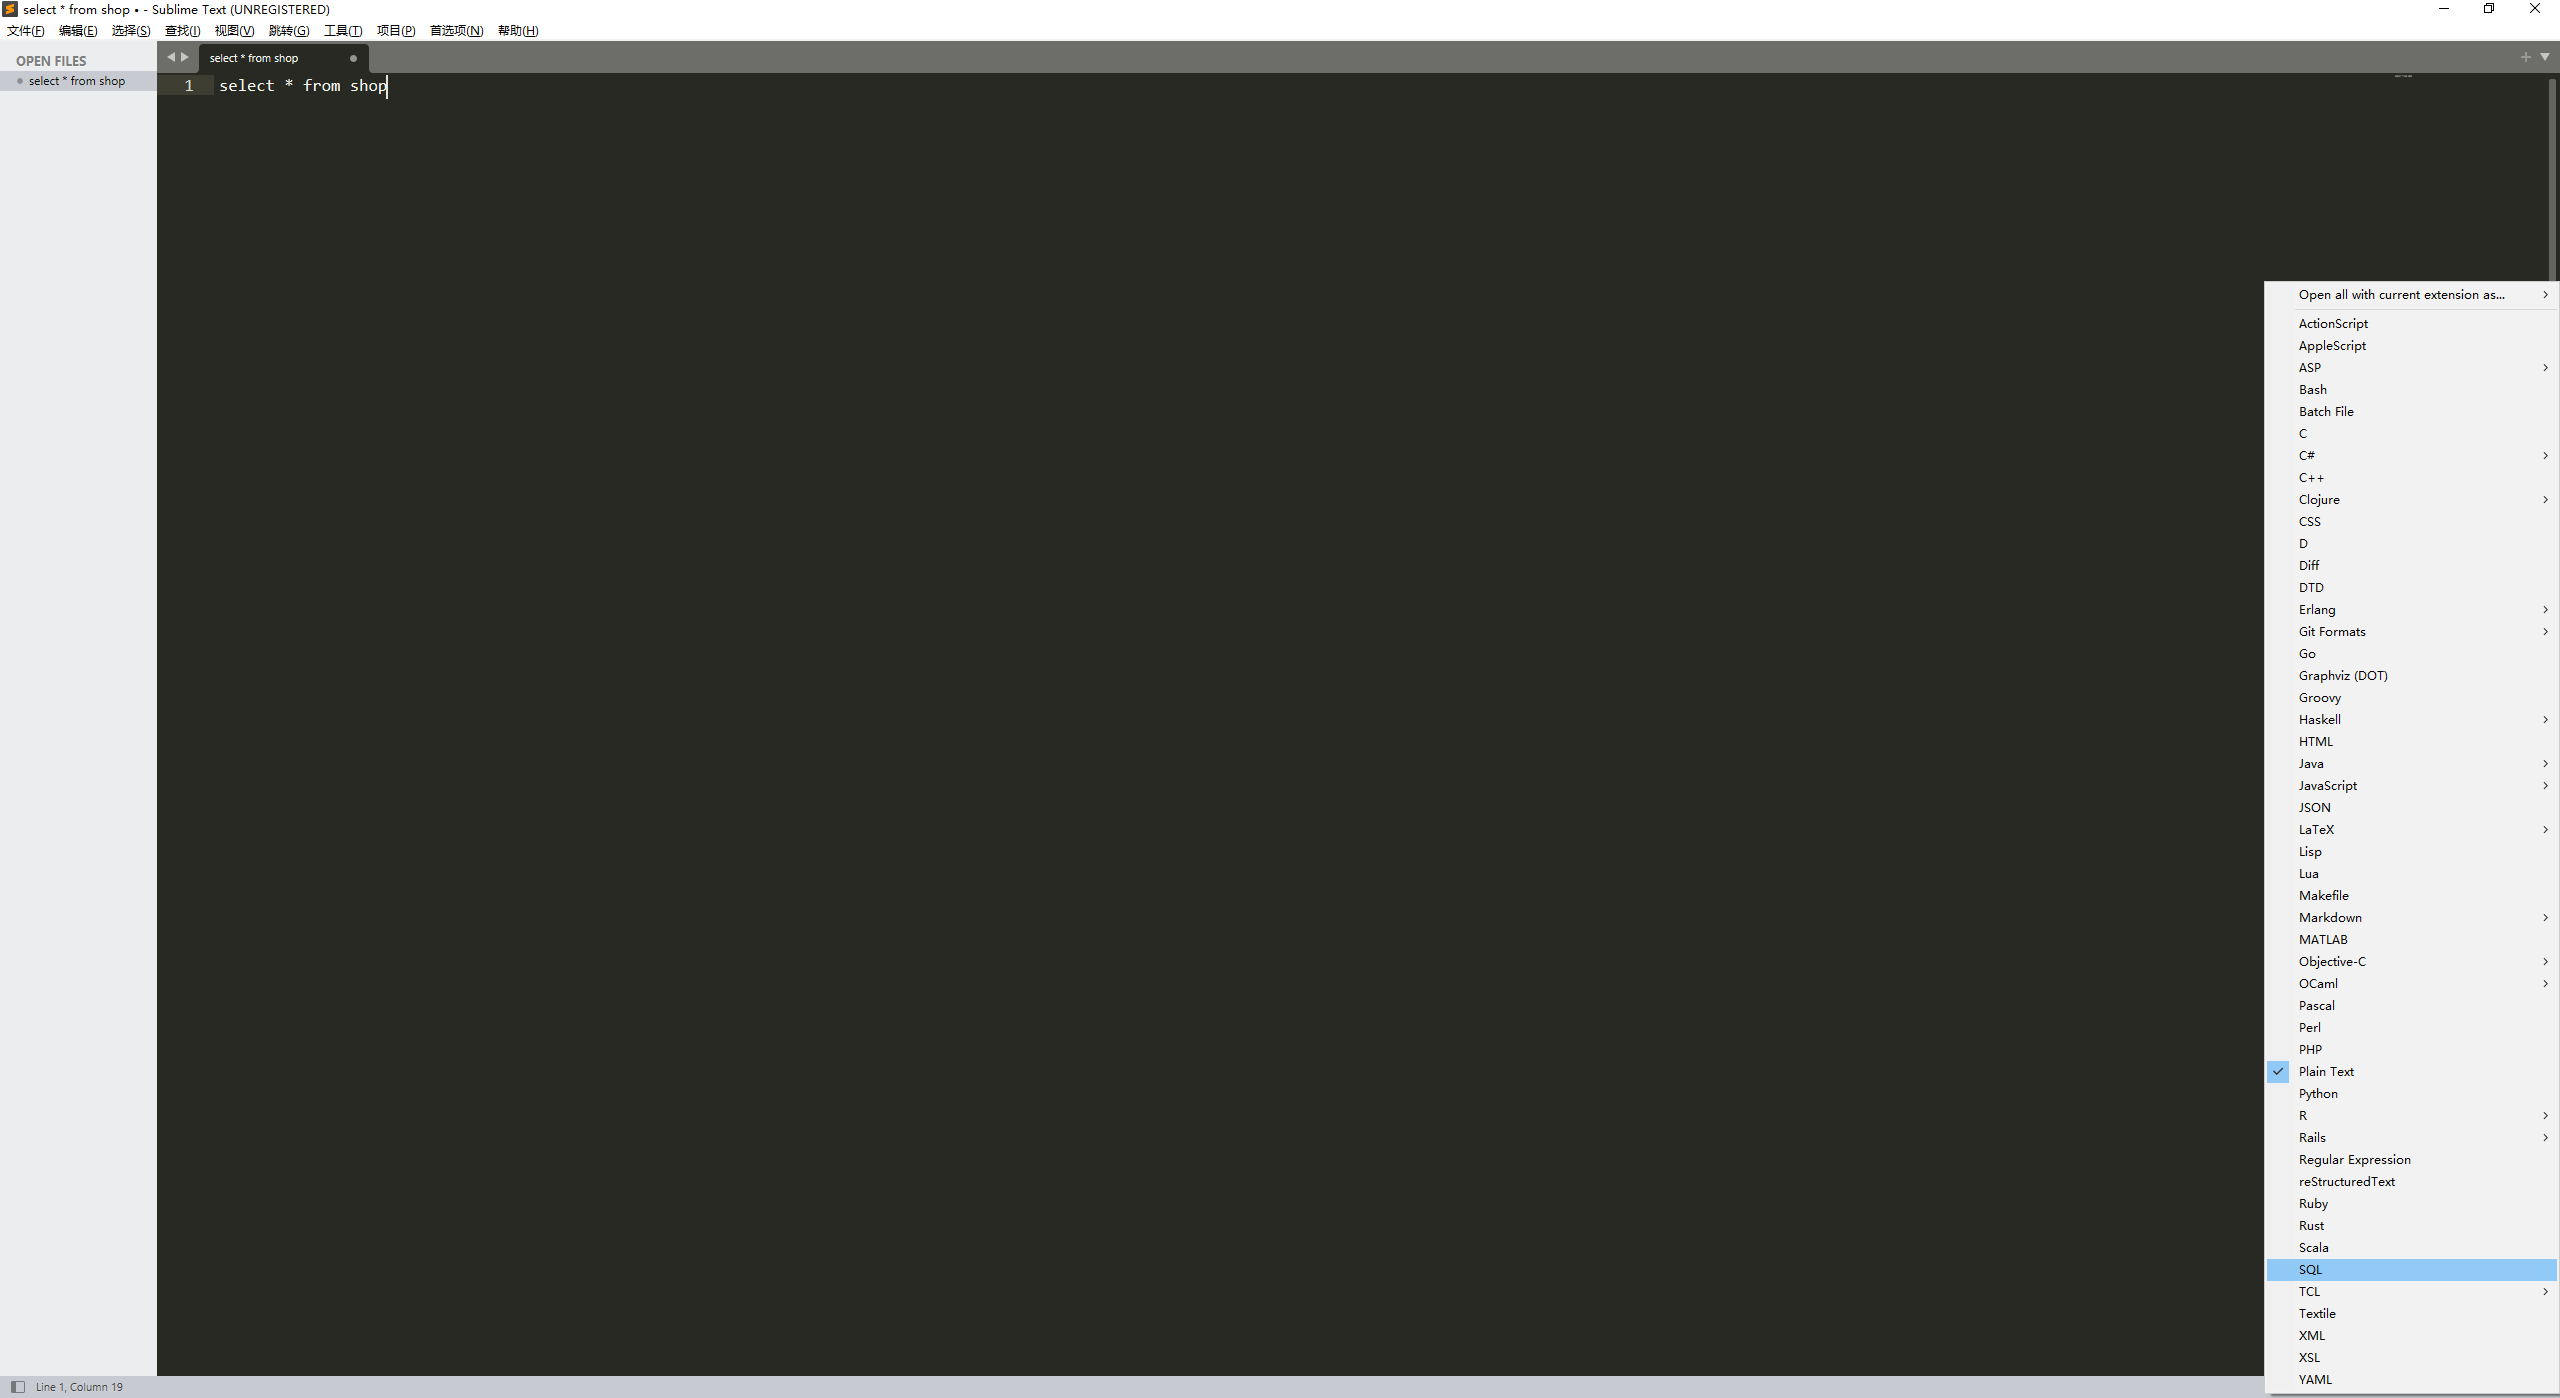 select * from shop • - Sublime Text (UNREGISTERED)
文件(F) 编辑(E) 选择(S) 查找(I) 视图(V) 跳转(G) 工具(T) 项目(P) 首选项(N) 帮助(H)
OPEN FILES
select * from shop
select * from shop
1 select * from shop
Open all with current extension as...
ActionScript
AppleScript
ASP
Bash
Batch File
C
C#
C++
Clojure
CSS
D
Diff
DTD
Erlang
Git Formats
Go
Graphviz (DOT)
Groovy
Haskell
HTML
Java
JavaScript
JSON
LaTeX
Lisp
Lua
Makefile
Markdown
MATLAB
Objective-C
OCaml
Pascal
Perl
PHP
Plain Text
Python
R
Rails
Regular Expression
reStructuredText
Ruby
Rust
Scala
SQL
TCL
Textile
XML
XSL
YAML
Line 1, Column 19